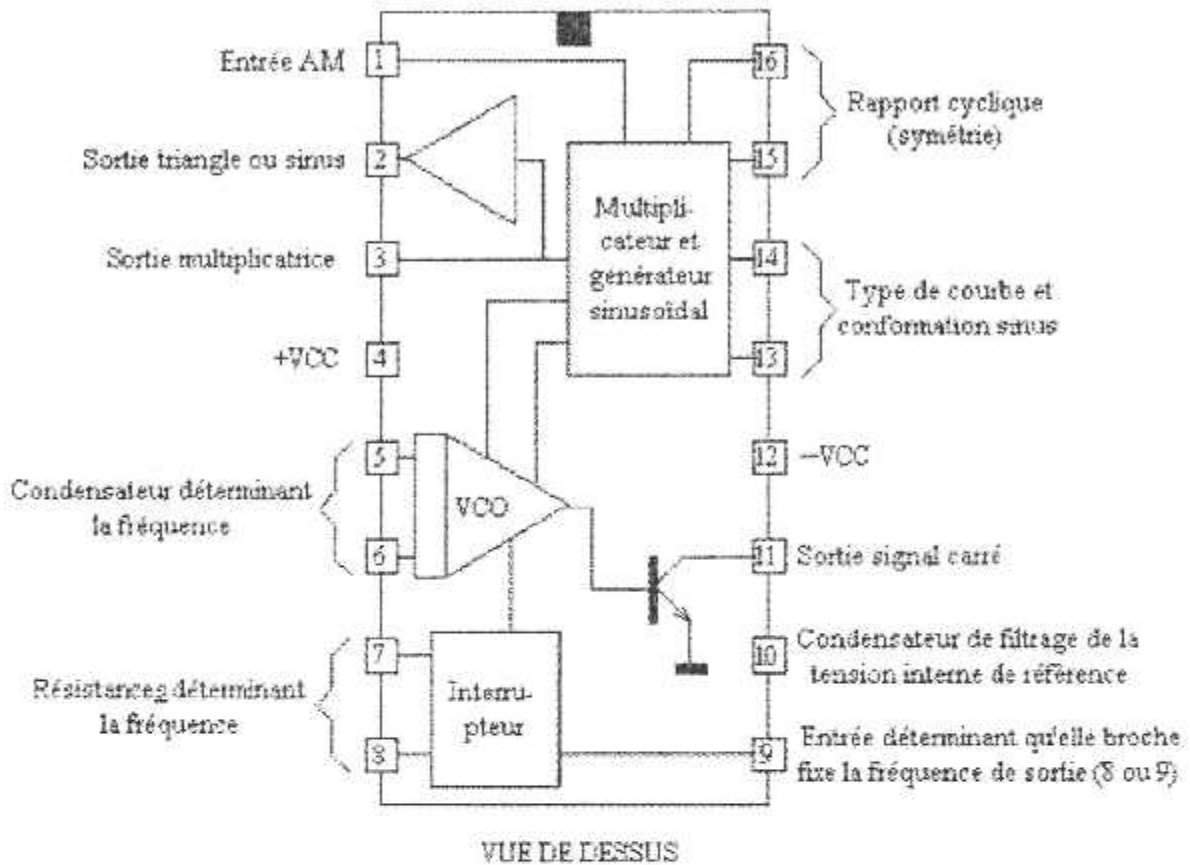 Entrée AM
1
Sortie triangle ou sinus
2
Sortie multiplicatrice
3
+VCC
4
Condensateur déterminant
la fréquence
5
6
Résistances déterminant
la fréquence
7
8
Multipli-
cateur et
générateur
sinusoïdal
VCO
Interru-
pteur
16
15
Rapport cyclique
(symétrie)
14
13
Type de courbe et
conformation sinus
12
—VCC
11
Sortie signal carré
10
Condensateur de filtrage de la
tension interne de référence
9
Entrée déterminant qu'elle broche
fixe la fréquence de sortie (8 ou 9)
VUE DE DESSUS